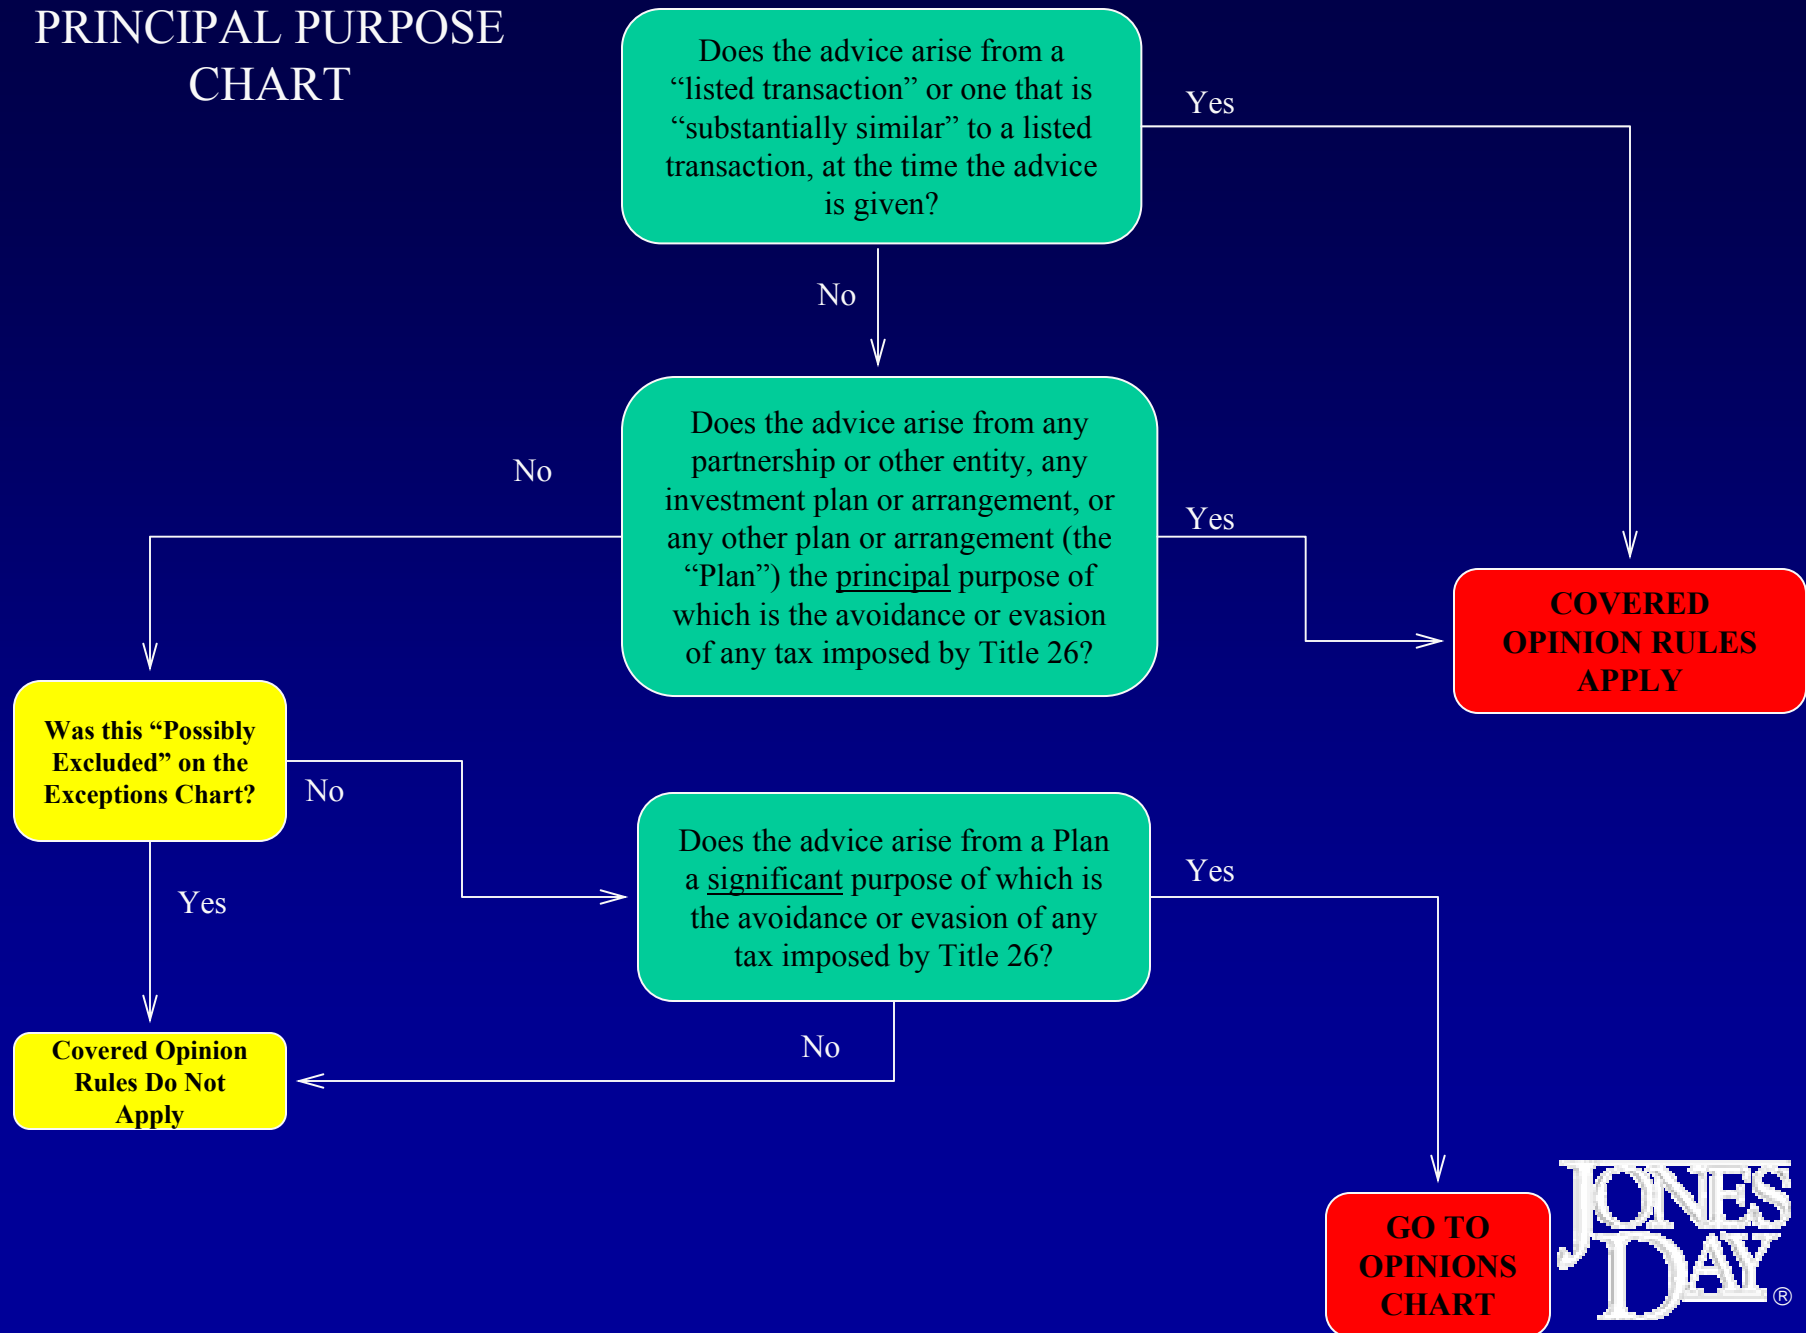 PRINCIPAL PURPOSE
CHART
Does the advice arise from a
“listed transaction” or one that is
“substantially similar” to a listed
transaction, at the time the advice
is given?
Yes
No
Does the advice arise from any
partnership or other entity, any
investment plan or arrangement, or
any other plan or arrangement (the
“Plan”) the principal purpose of
which is the avoidance or evasion
of any tax imposed by Title 26?
No
Yes
COVERED
OPINION RULES
APPLY
Was this “Possibly
Excluded” on the
Exceptions Chart?
No
Yes
Does the advice arise from a Plan
a significant purpose of which is
the avoidance or evasion of any
tax imposed by Title 26?
Yes
No
Covered Opinion
Rules Do Not
Apply
GO TO
OPINIONS
CHART
JONES
DAY®